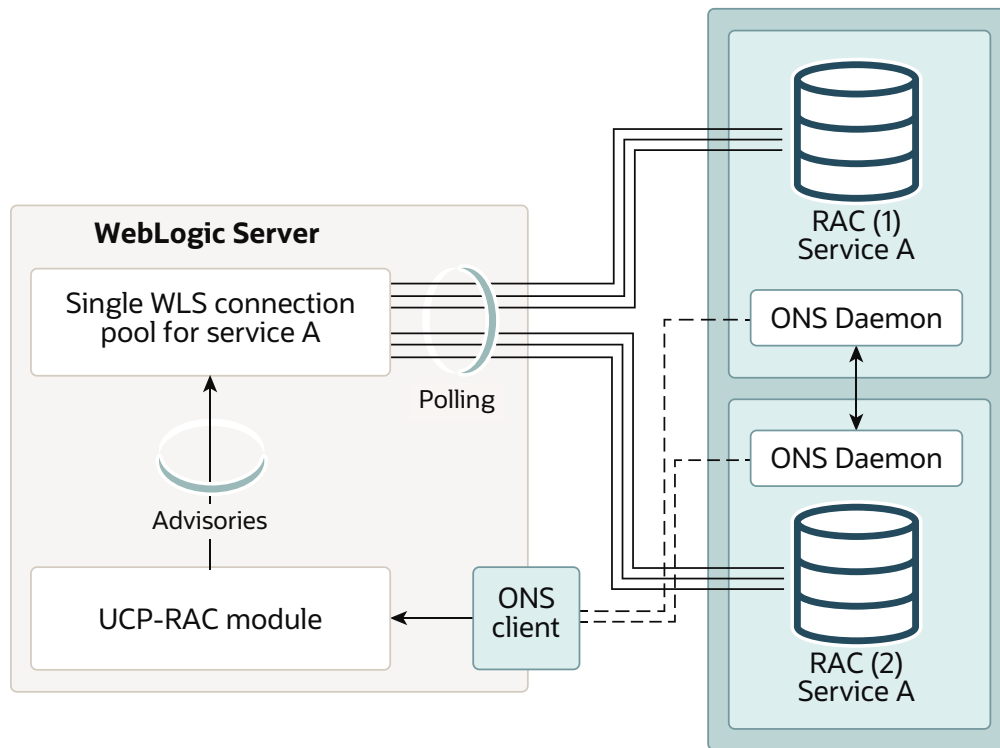 WebLogic Server
Single WLS connection
pool for service A
Polling
Advisories
UCP-RAC module
ONS
client
RAC (1)
Service A
ONS Daemon
ONS Daemon
RAC (2)
Service A